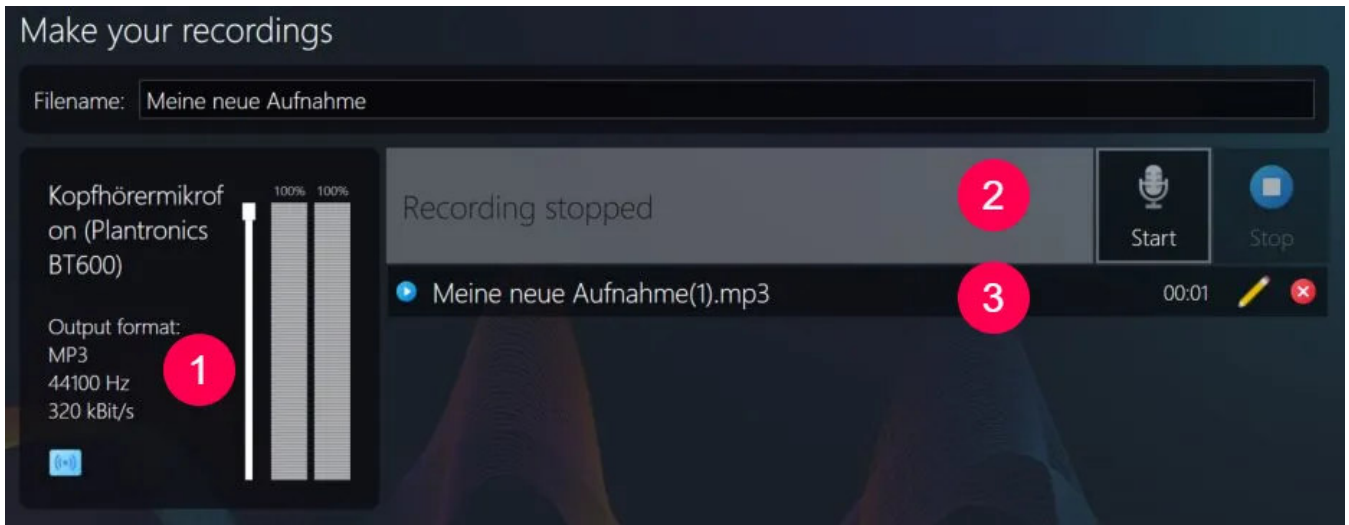 Make your recordings
Filename: Meine neue Aufnahme
Kopfhörermikrof
on (Plantronics
BT600)
100% 100%
Output format:
MP3
44100 Hz
320 kBit/s
1
Recording stopped
2
Start
Stop
Meine neue Aufnahme(1).mp3
3
00:01